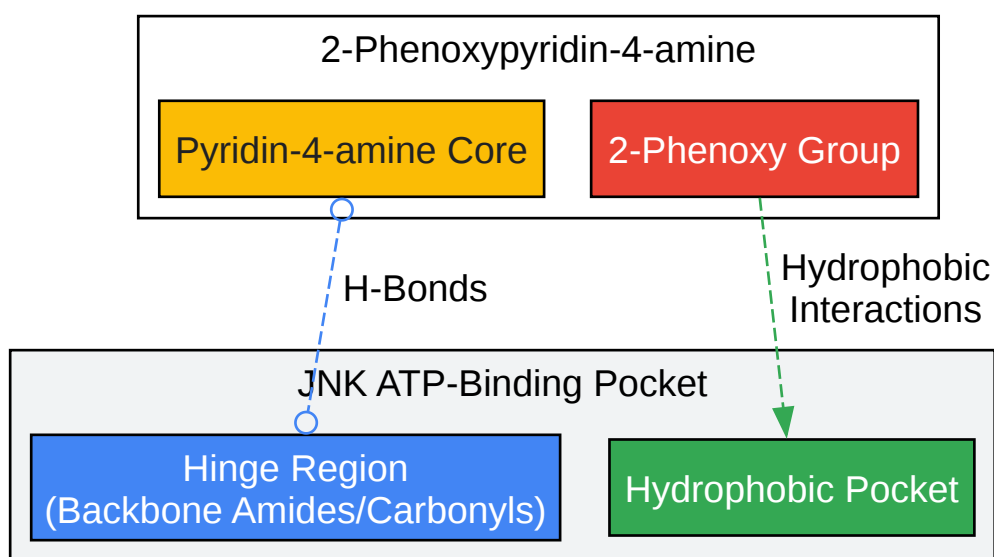 2-Phenoxypyridin-4-amine
Pyridin-4-amine Core
2-Phenoxy Group
H-Bonds
Hydrophobic
Interactions
JNK ATP-Binding Pocket
Hinge Region
(Backbone Amides/Carbonyls)
Hydrophobic Pocket